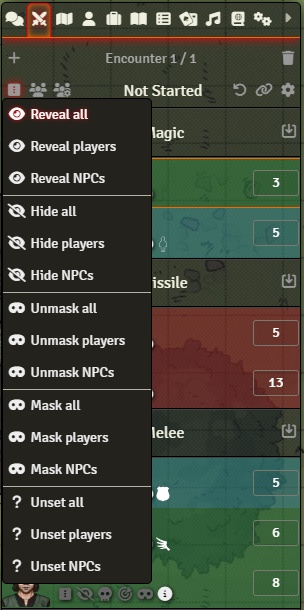 Encounter 1 / 1
Not Started
Reveal all
Reveal players
Reveal NPCs
Hide all
Hide players
Hide NPCs
Unmask all
Unmask players
Unmask NPCs
Mask all
Mask players
Mask NPCs
? Unset all
? Unset players
? Unset NPCs
Magic
3
5
issile
5
13
Melee
5
6
8